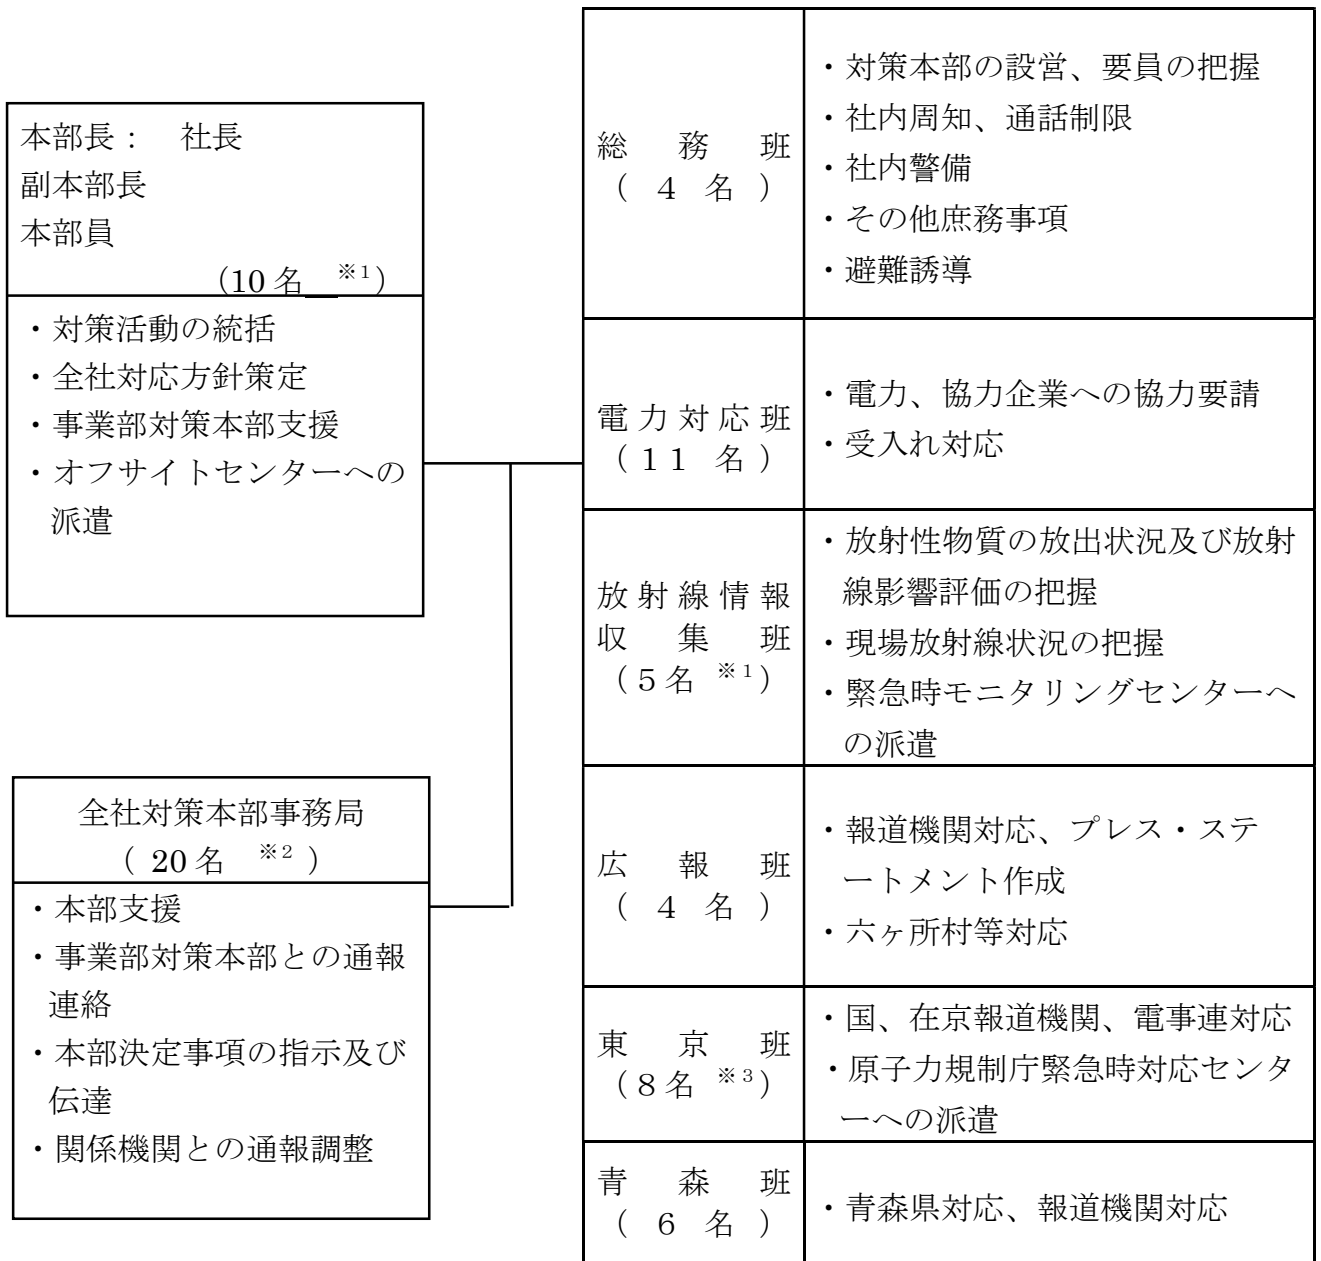 本部長： 社長
副本部長
本部員
（10名 ※1）
・対策活動の統括
・全社対応方針策定
・事業部対策本部支援
・オフサイトセンターへの
派遣
全社対策本部事務局
（ 20名 ※2 ）
・本部支援
・事業部対策本部との通報
連絡
・本部決定事項の指示及び
伝達
・関係機関との通報調整
総務班
（４名）
・対策本部の設営、要員の把握
・社内周知、通話制限
・社内警備
・その他庶務事項
・避難誘導
電力対応班
（１１名）
・電力、協力企業への協力要請
・受入れ対応
放射線情報
収集班
（５名 ※1）
・放射性物質の放出状況及び放射
線影響評価の把握
・現場放射線状況の把握
・緊急時モニタリングセンターへ
の派遣
広報班
（４名）
・報道機関対応、プレス・ステ
ートメント作成
・六ヶ所村等対応
東京班
（８名 ※3）
・国、在京報道機関、電事連対応
・原子力規制庁緊急時対応センタ
ーへの派遣
青森班
（６名）
・青森県対応、報道機関対応